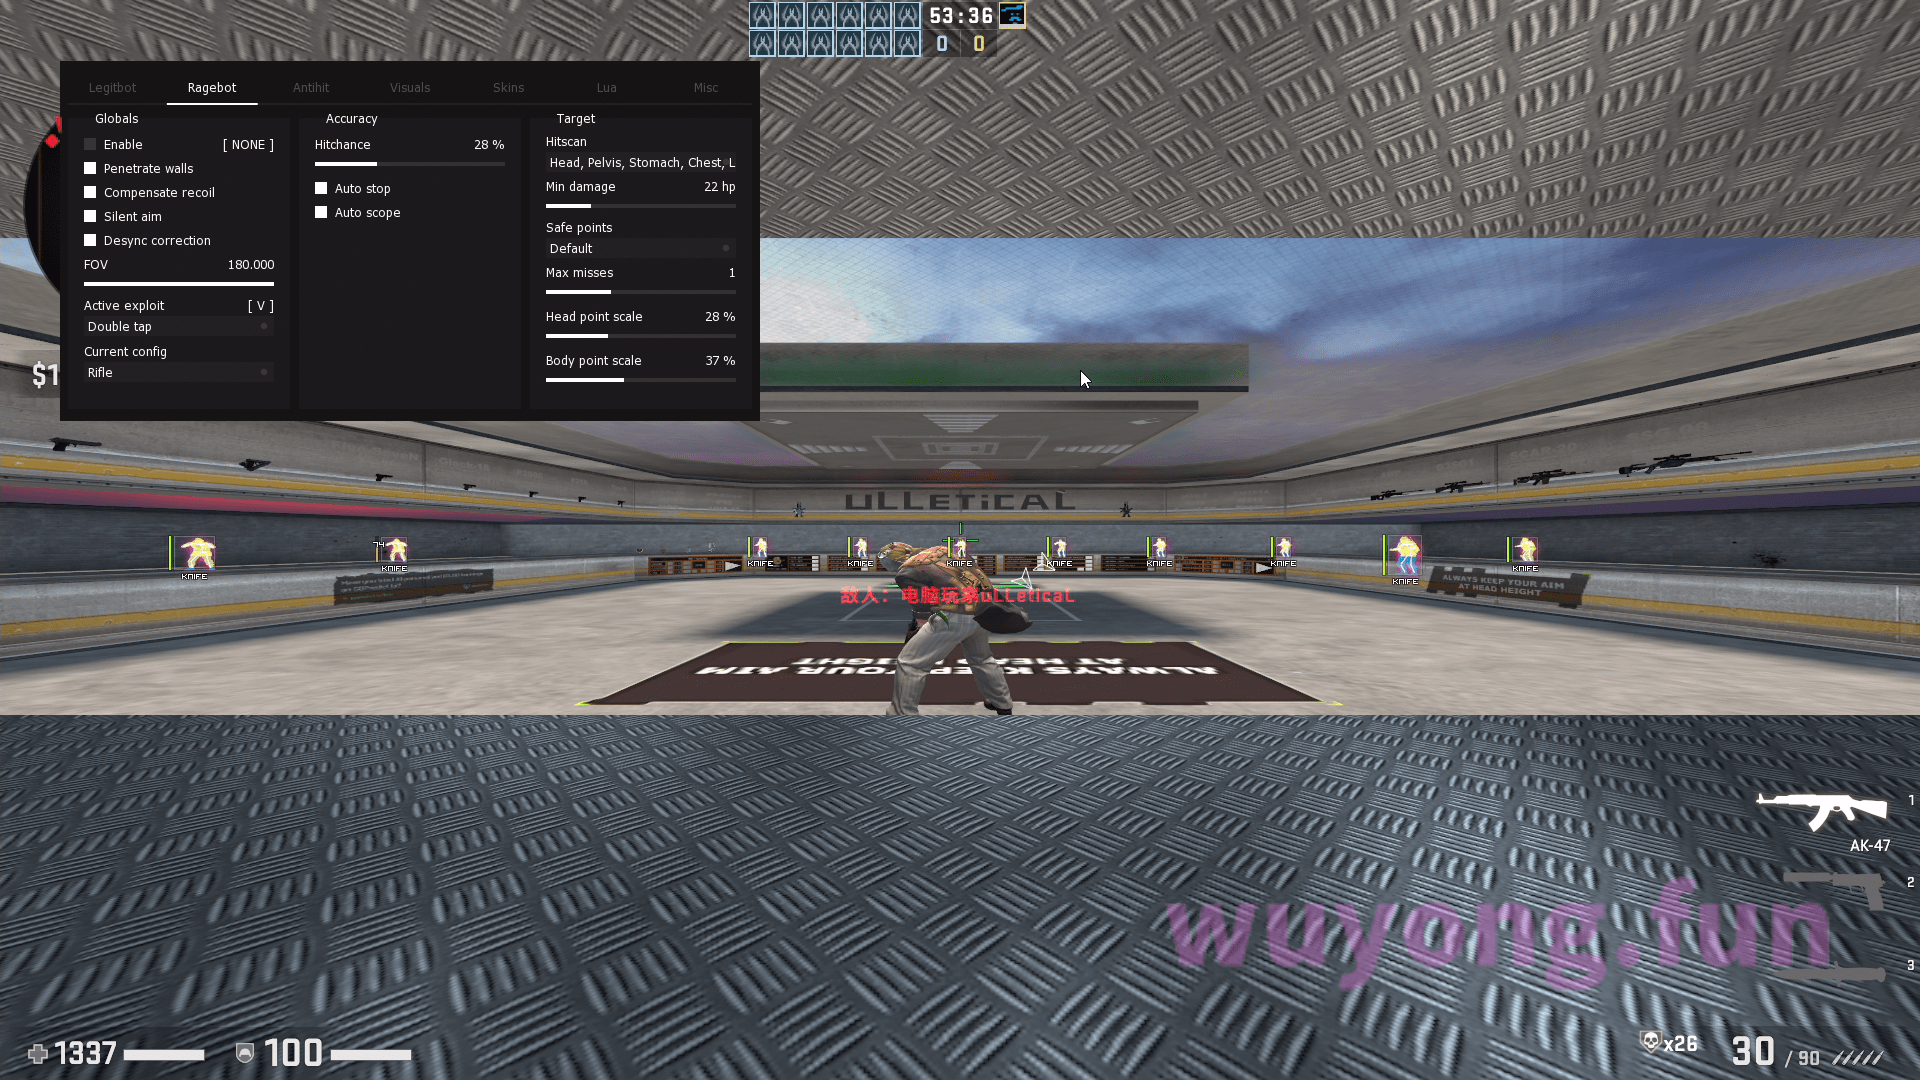 53:36
0 0
Legitbot Ragebot Antihit Visuals Skins Lua Misc
Globals
Enable [ NONE ]
Penetrate walls
Compensate recoil
Silent aim
Desync correction
FOV 180.000
Active exploit [ V ]
Double tap
Current config
Rifle
Accuracy
Hitchance 28 %
Auto stop
Auto scope
Target
Hitscan
Head, Pelvis, Stomach, Chest, L
Min damage 22 hp
Safe points
Default
Max misses 1
Head point scale 28 %
Body point scale 37 %
$1
uLLETiCAL
74
KNIFE
KNIFE
KNIFE
KNIFE
KNIFE
KNIFE
KNIFE
KNIFE
KNIFE
KNIFE
ALWAYS KEEP YOUR AIM
AT HEAD HEIGHT
敌人: 电脑玩家uLLeticaL
ALWAYS KEEP YOUR AIM
AT HEAD HEIGHT
1
AK-47
2
wuyong.fun
3
1337 100
x26 30 / 90